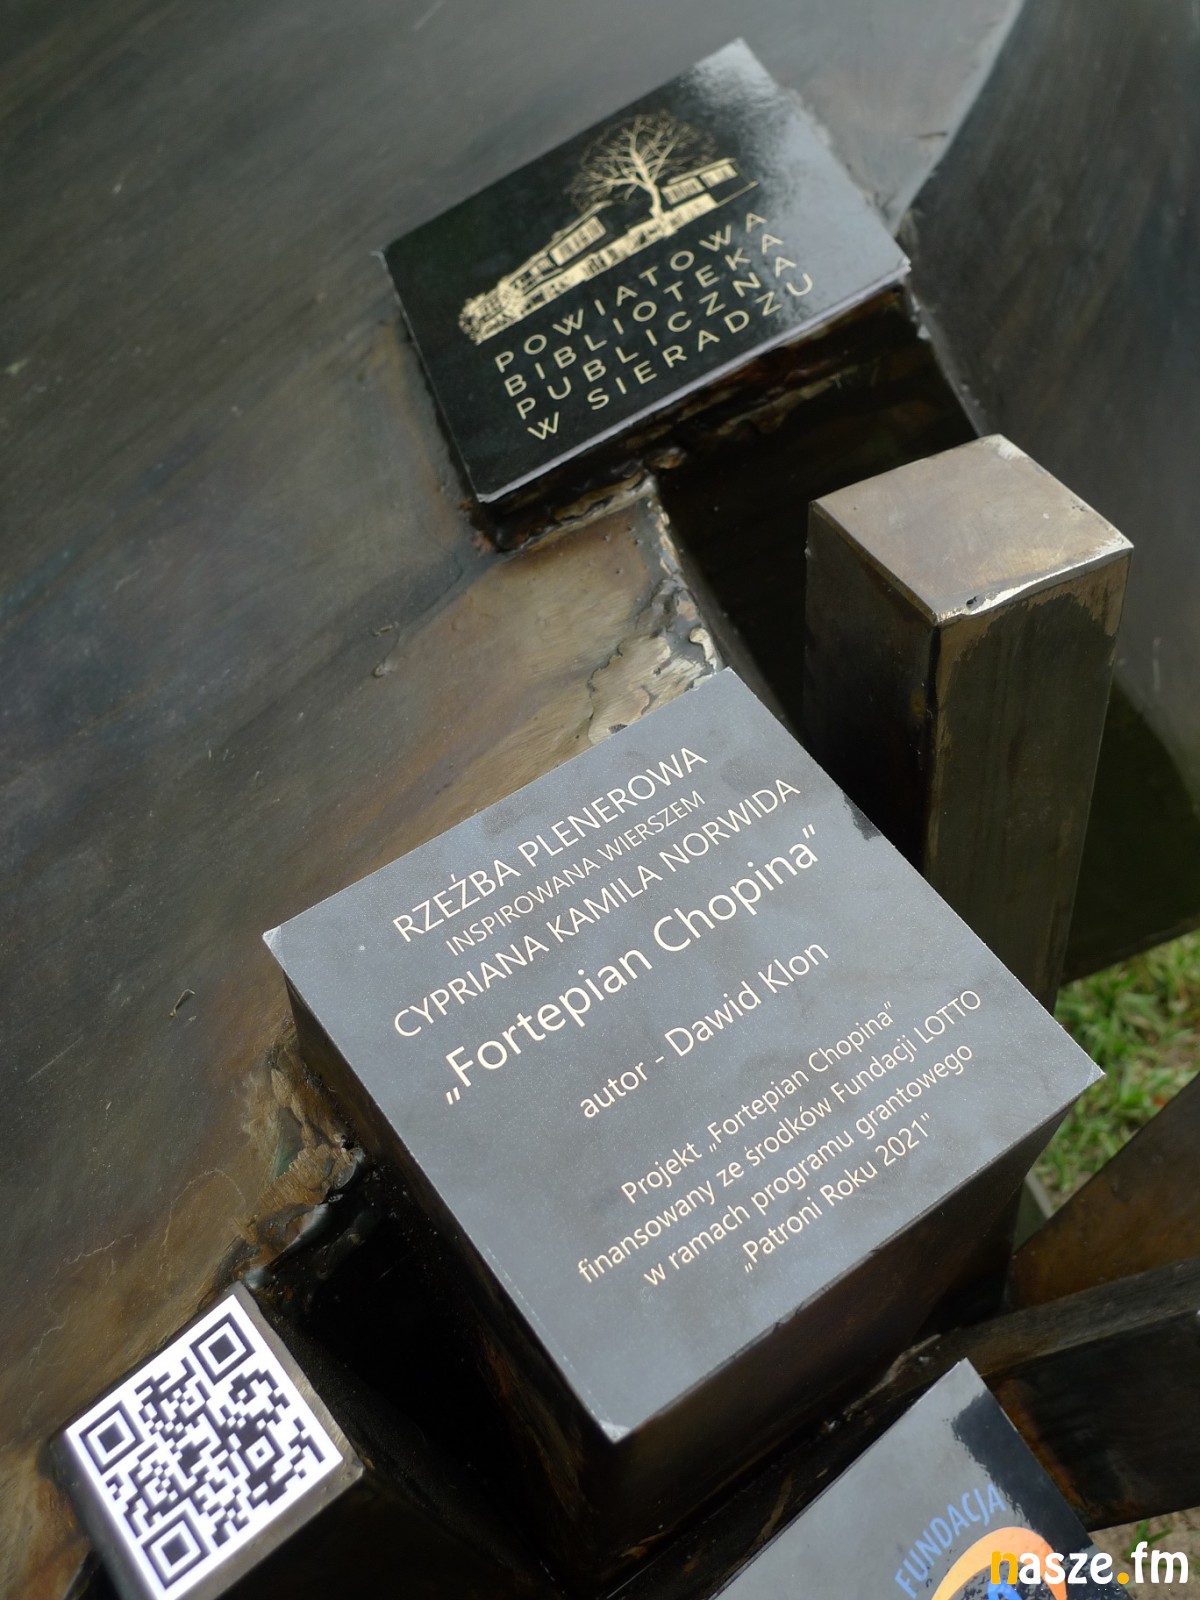 POWIATOWA
BIBLIOTEKA
PUBLICZNA
W SIERADZU
RZEŹBA PLENEROWA
INSPIROWANA WIERSZEM
CYPRIANA KAMILA NORWIDA
„Fortepian Chopina”
autor - Dawid Klon
Projekt „Fortepian Chopina”
finansowany ze środków Fundacji LOTTO
w ramach programu grantowego
„Patroni Roku 2021"
FUNDACJA
nasze.fm